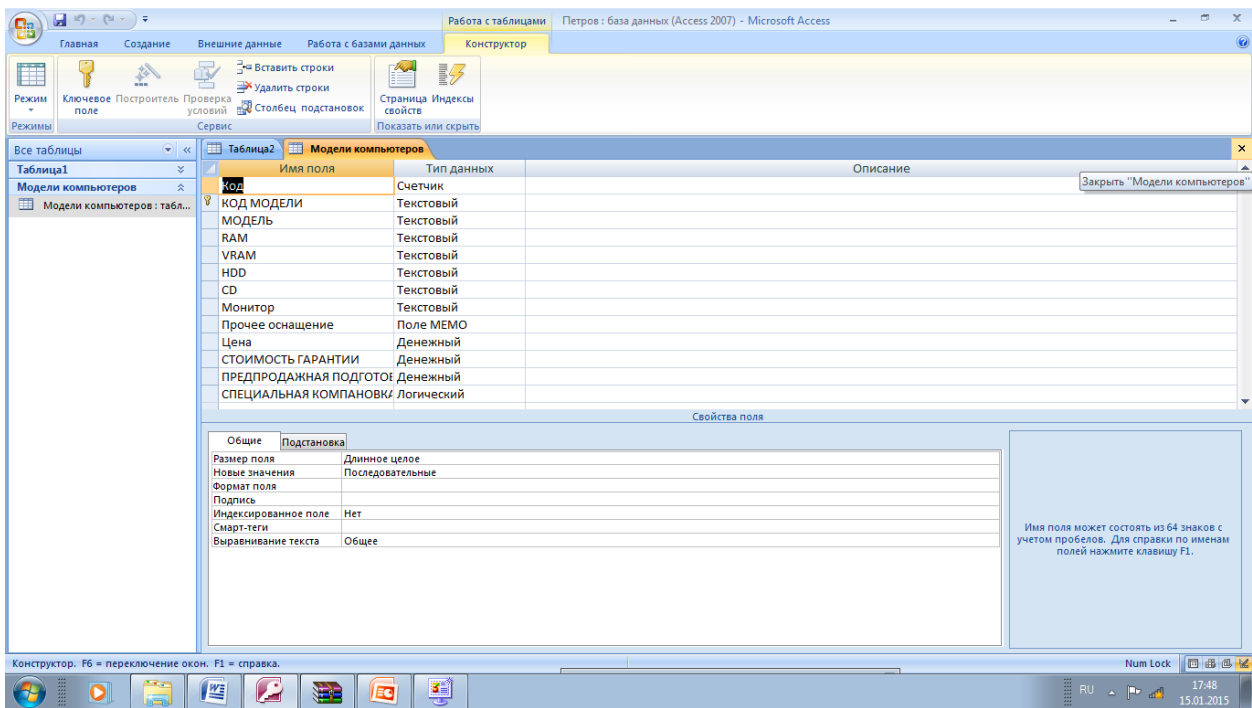 Работа с таблицами Петров : база данных (Access 2007) - Microsoft Access
Главная Создание Внешние данные Работа с базами данных Конструктор
Режим
Ключевое поле
Построитель
Проверка условий
Вставить строки
Удалить строки
Столбец подстановок
Страница свойств
Индексы
Режимы Сервис Показать или скрыть
Все таблицы
Таблица1
Модели компьютеров
Модели компьютеров : табл...
Таблица2 Модели компьютеров
Имя поля Тип данных Описание
Закрыть "Модели компьютеров"
Код Счетчик
КОД МОДЕЛИ Текстовый
МОДЕЛЬ Текстовый
RAM Текстовый
VRAM Текстовый
HDD Текстовый
CD Текстовый
Монитор Текстовый
Прочее оснащение Поле МЕМО
Цена Денежный
СТОИМОСТЬ ГАРАНТИИ Денежный
ПРЕДПРОДАЖНАЯ ПОДГОТОВ Денежный
СПЕЦИАЛЬНАЯ КОМПАНОВКА Логический
Свойства поля
Общие Подстановка
Размер поля Длинное целое
Новые значения Последовательные
Формат поля
Подпись
Индексированное поле Нет
Смарт-теги
Выравнивание текста Общее
Имя поля может состоять из 64 знаков с
учетом пробелов. Для справки по именам
полей нажмите клавишу F1.
Конструктор. F6 = переключение окон. F1 = справка. Num Lock
RU 17:48
15.01.2015